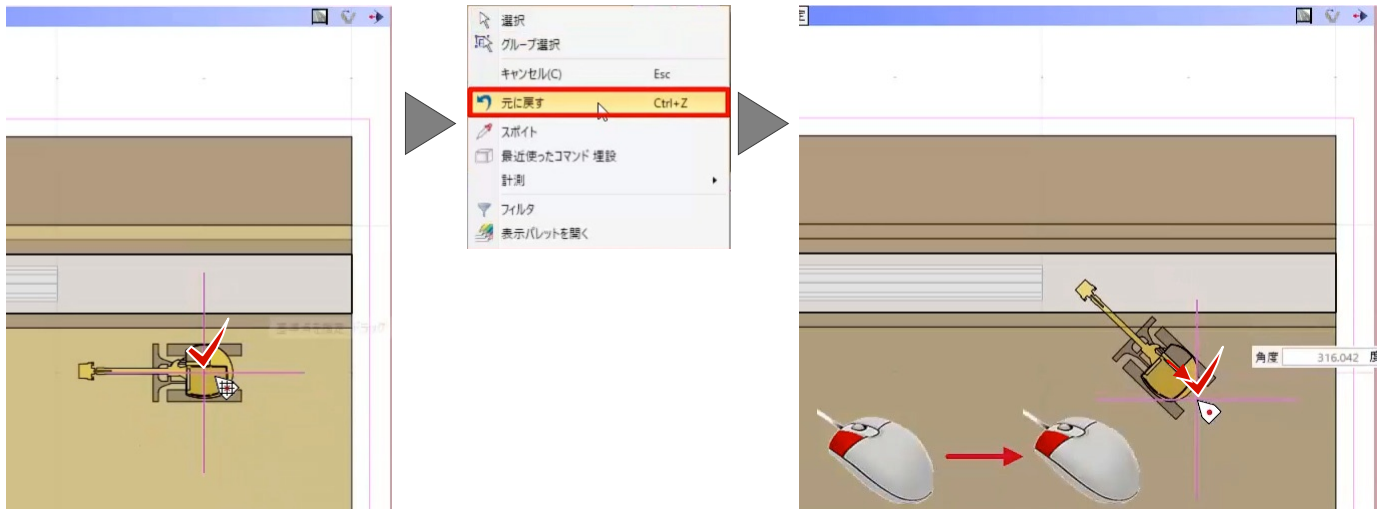 選択
グループ選択
キャンセル(C) Esc
元に戻す Ctrl+Z
スポイト
最近使ったコマンド 埋設
計測
フィルタ
表示パレットを開く
角度 316.042 度